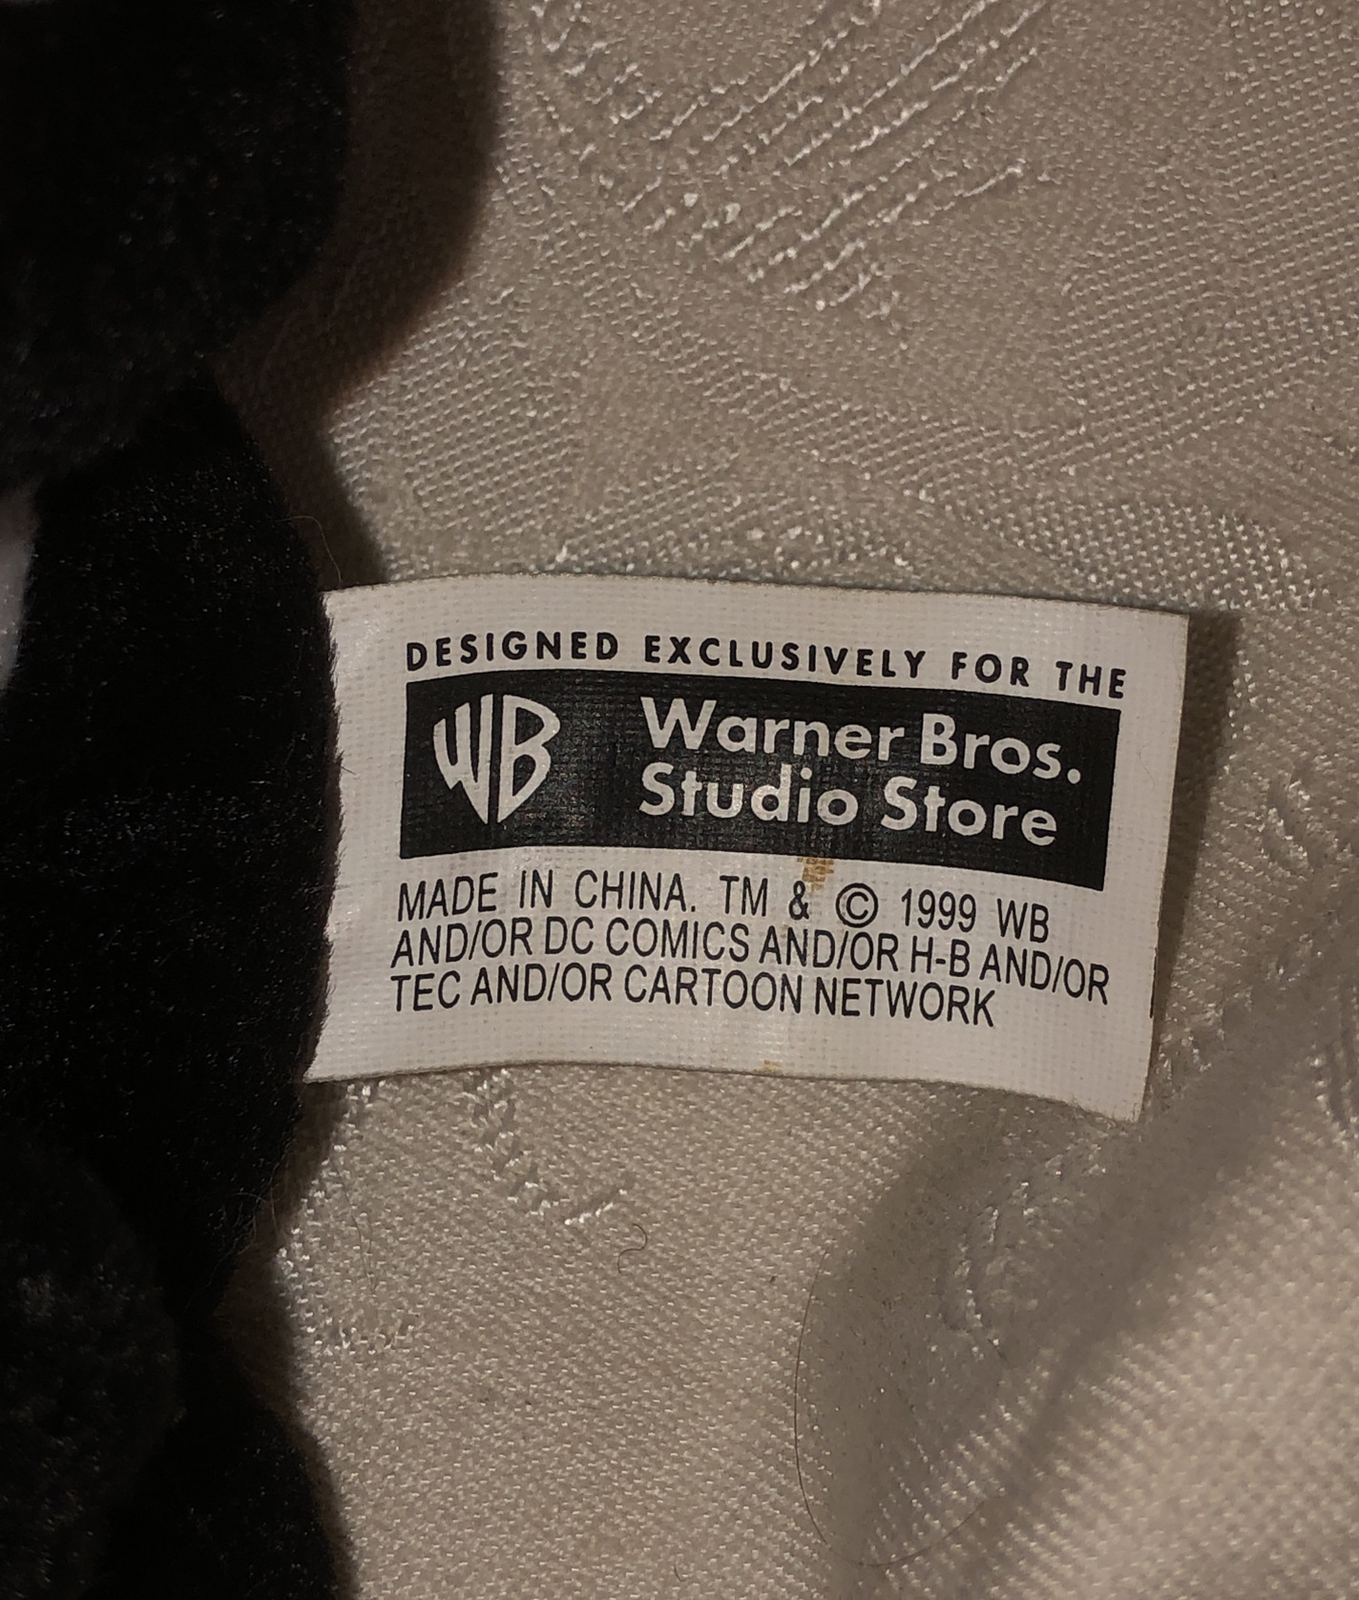 DESIGNED EXCLUSIVELY FOR THE
WB Warner Bros.
Studio Store
MADE IN CHINA. TM & © 1999 WB
AND/OR DC COMICS AND/OR H-B AND/OR
TEC AND/OR CARTOON NETWORK